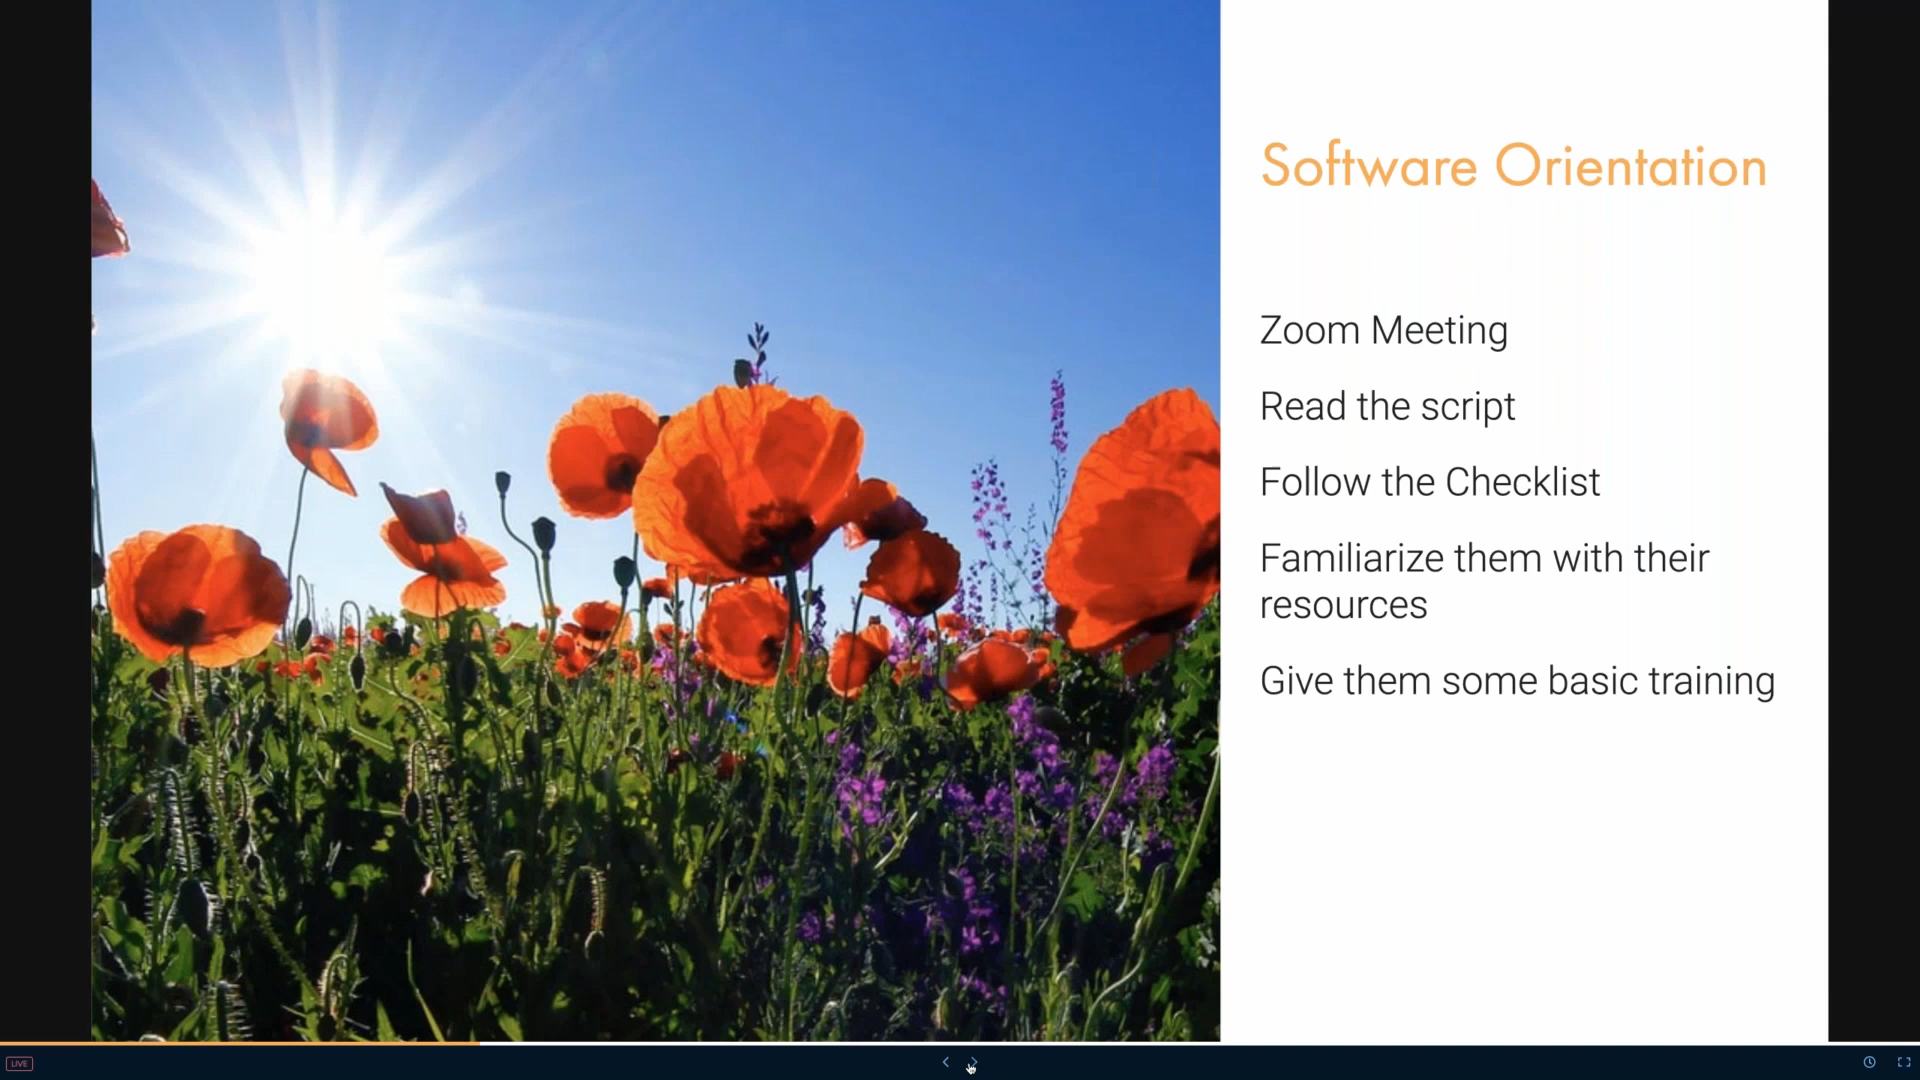 Software Orientation
Zoom Meeting
Read the script
Follow the Checklist
Familiarize them with their
resources
Give them some basic training
LIVE